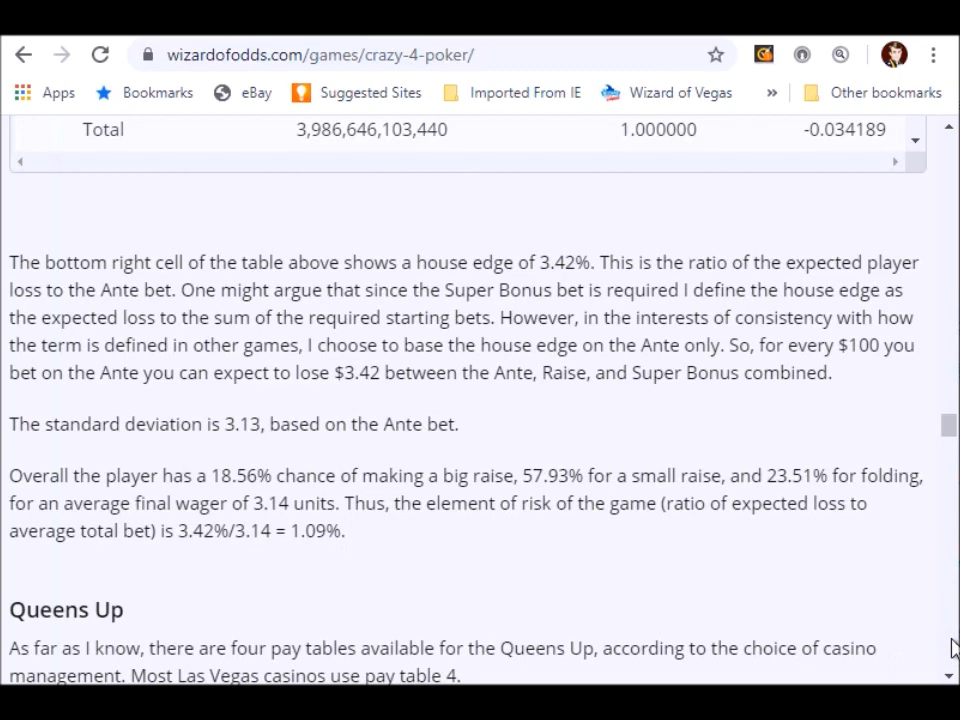 wizardofodds.com/games/crazy-4-poker/
Apps Bookmarks eBay Suggested Sites Imported From IE Wizard of Vegas » Other bookmarks
Total 3,986,646,103,440 1.000000 -0.034189
The bottom right cell of the table above shows a house edge of 3.42%. This is the ratio of the expected player
loss to the Ante bet. One might argue that since the Super Bonus bet is required I define the house edge as
the expected loss to the sum of the required starting bets. However, in the interests of consistency with how
the term is defined in other games, I choose to base the house edge on the Ante only. So, for every $100 you
bet on the Ante you can expect to lose $3.42 between the Ante, Raise, and Super Bonus combined.
The standard deviation is 3.13, based on the Ante bet.
Overall the player has a 18.56% chance of making a big raise, 57.93% for a small raise, and 23.51% for folding,
for an average final wager of 3.14 units. Thus, the element of risk of the game (ratio of expected loss to
average total bet) is 3.42%/3.14 = 1.09%.
Queens Up
As far as I know, there are four pay tables available for the Queens Up, according to the choice of casino
management. Most Las Vegas casinos use pay table 4.